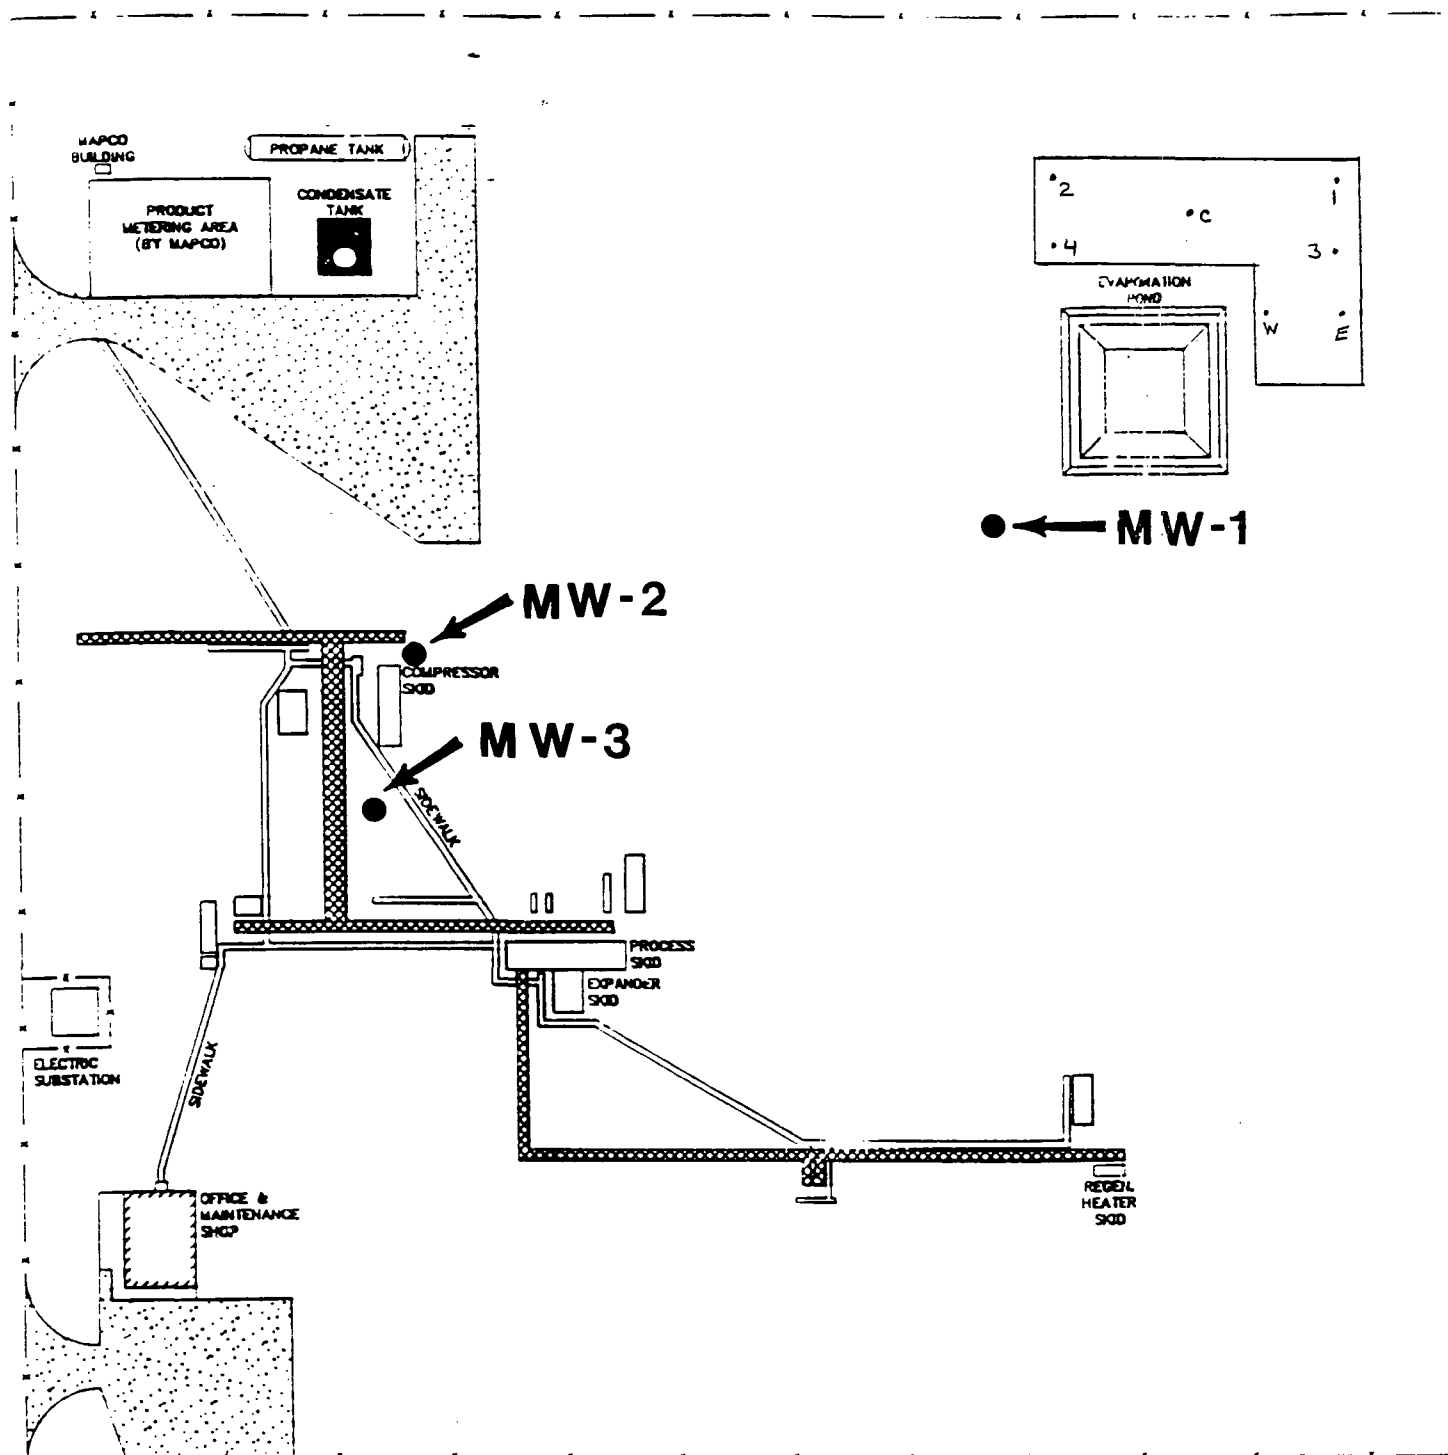 MAPCO
BUILDING
PROPANE TANK
PRODUCT
METERING AREA
(BY MAPCO)
CONDENSATE
TANK
2
1
C
4
3
EVAPORATION
POND
W
E
MW-1
MW-2
COMPRESSOR
SKID
MW-3
SIDEWALK
PROCESS
SKID
EXPANDER
SKID
ELECTRIC
SUBSTATION
SIDEWALK
OFFICE &
MAINTENANCE
SHOP
REGEN.
HEATER
SKID